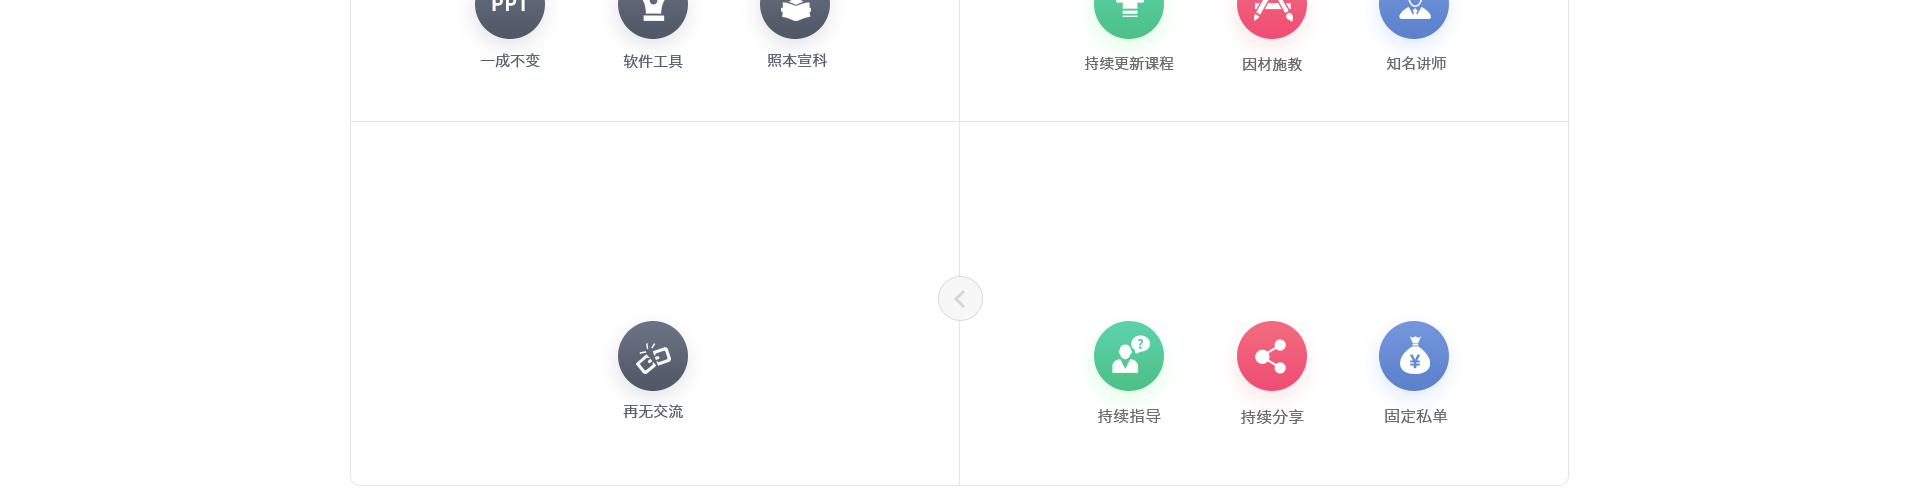 PPT
一成不变
软件工具
照本宣科
持续更新课程
因材施教
知名讲师
再无交流
?
持续指导
持续分享
¥
固定私单